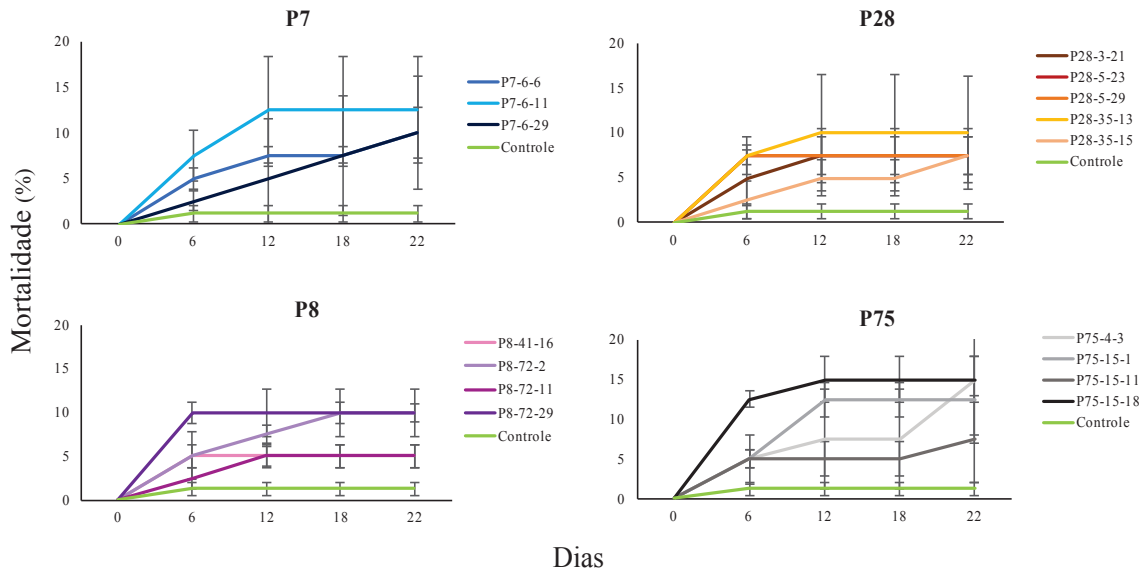 Mortalidade (%)
P7
20
15
10
5
0
0 6 12 18 22
P7-6-6
P7-6-11
P7-6-29
Controle
P28
20
15
10
5
0
0 6 12 18 22
P28-3-21
P28-5-23
P28-5-29
P28-35-13
P28-35-15
Controle
P8
20
15
10
5
0
0 6 12 18 22
P8-41-16
P8-72-2
P8-72-11
P8-72-29
Controle
P75
20
15
10
5
0
0 6 12 18 22
P75-4-3
P75-15-1
P75-15-11
P75-15-18
Controle
Dias